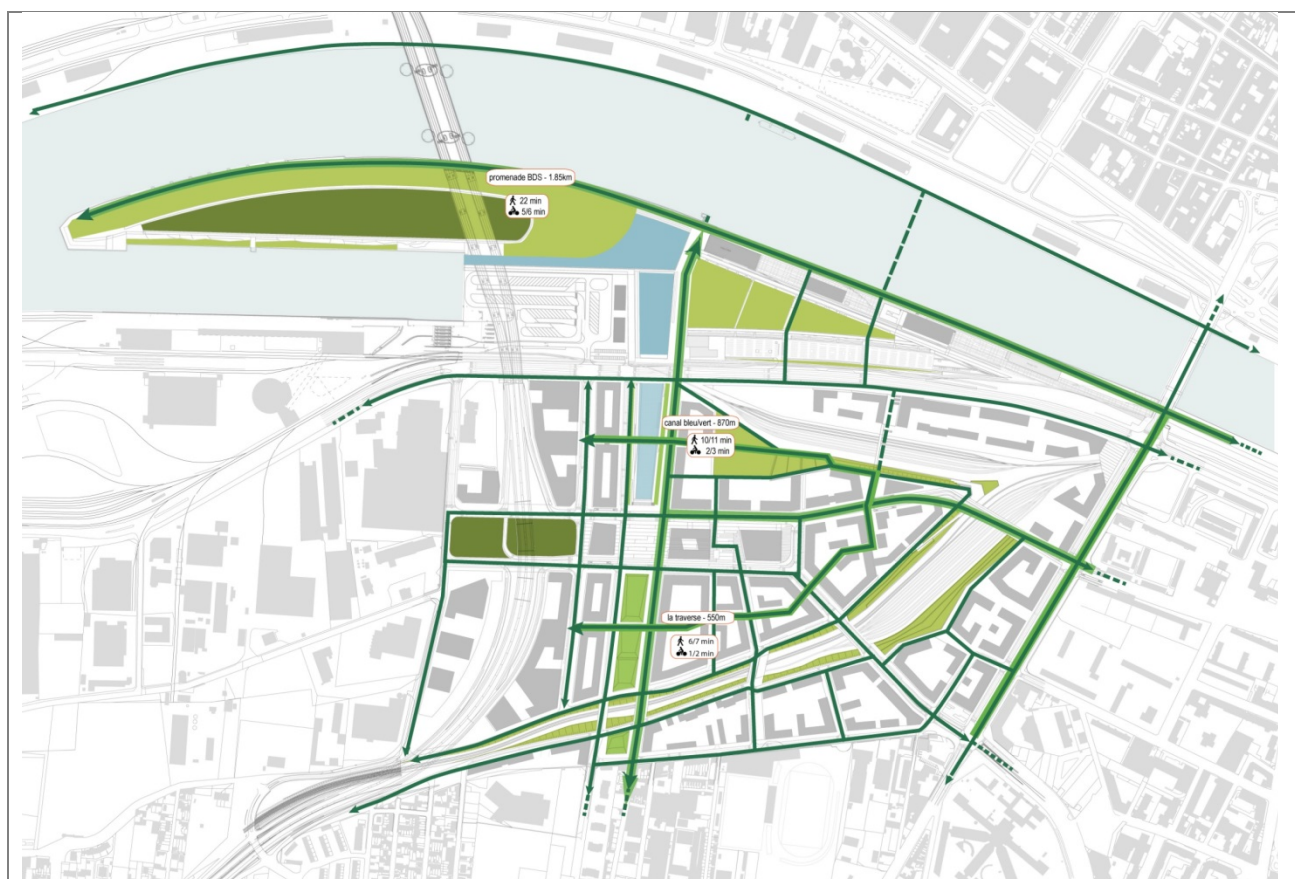 promenade BDS - 1.85km
22 min
5/6 min
canal bleu/vert - 870m
10/11 min
2/3 min
la traverse - 550m
6/7 min
1/2 min